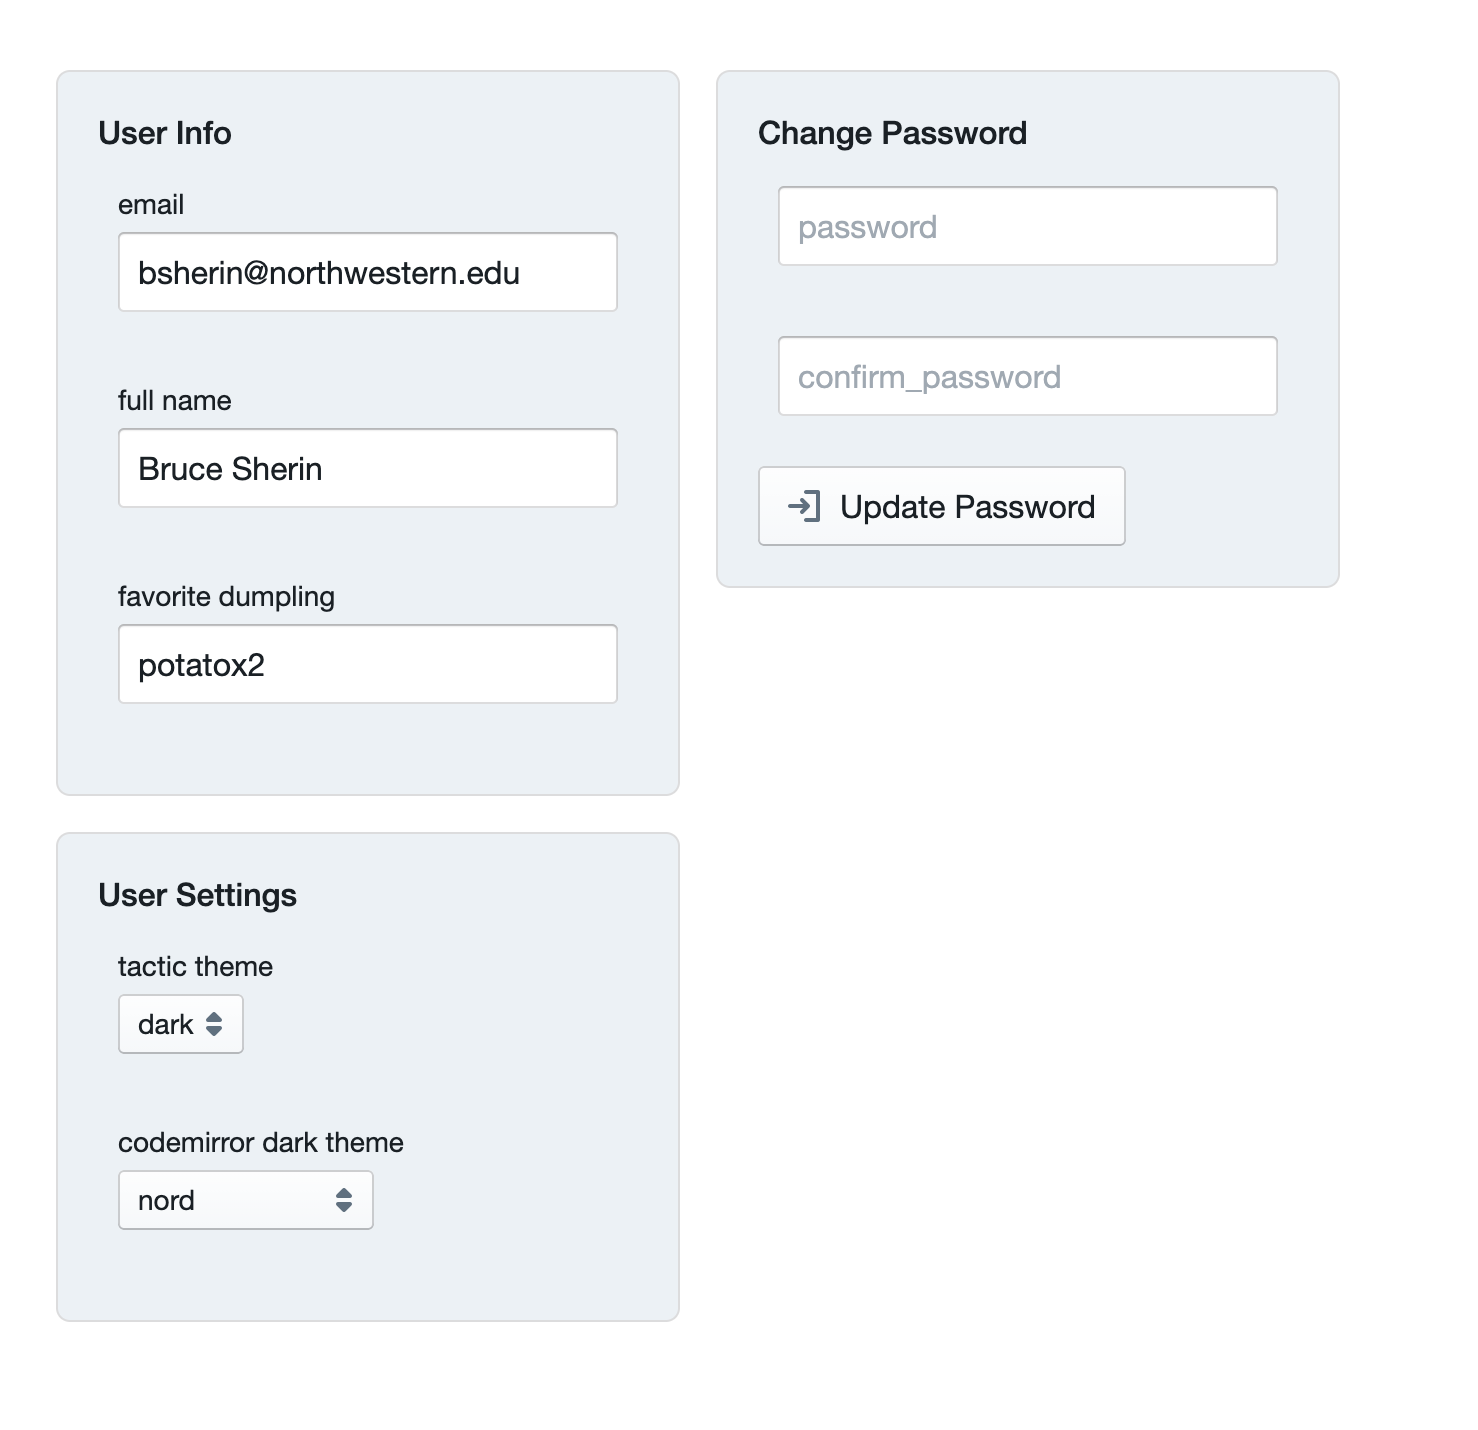 User Info
email
bsherin@northwestern.edu
full name
Bruce Sherin
favorite dumpling
potatox2
User Settings
tactic theme
dark
codemirror dark theme
nord
Change Password
password
confirm_password
Update Password